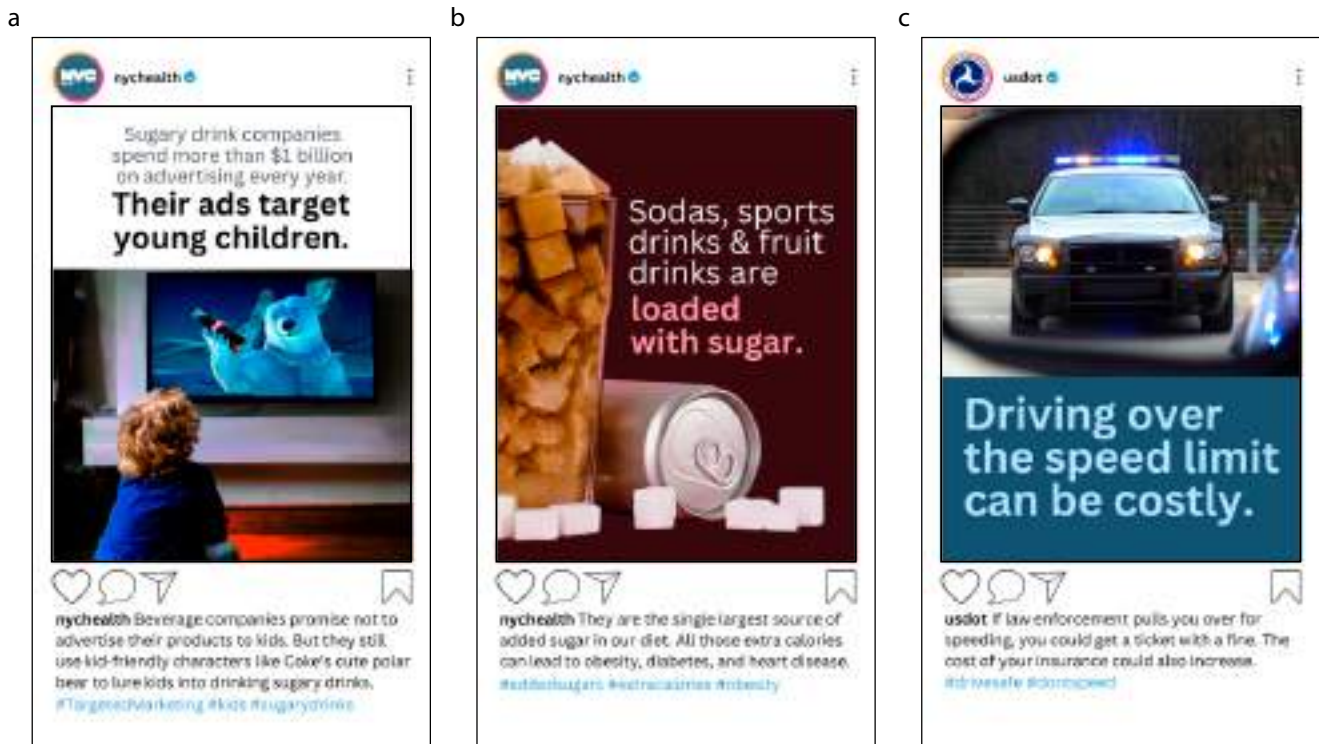 a
b
c
NYC
nychealth
Sugary drink companies
spend more than $1 billion
on advertising every year.
Their ads target
young children.
nychealth Beverage companies promise not to
advertise their products to kids. But they still
use kid-friendly characters like Coke's cute polar
bear to lure kids into drinking sugary drinks.
#TargetedMarketing #kids #sugarydrinks
NYC
nychealth
Sodas, sports
drinks & fruit
drinks are
loaded
with sugar.
nychealth They are the single largest source of
added sugar in our diet. All those extra calories
can lead to obesity, diabetes, and heart disease.
#addedsugars #extracalories #obesity
usdot
Driving over
the speed limit
can be costly.
usdot If law enforcement pulls you over for
speeding, you could get a ticket with a fine. The
cost of your insurance could also increase.
#drivesafe #dontspeed